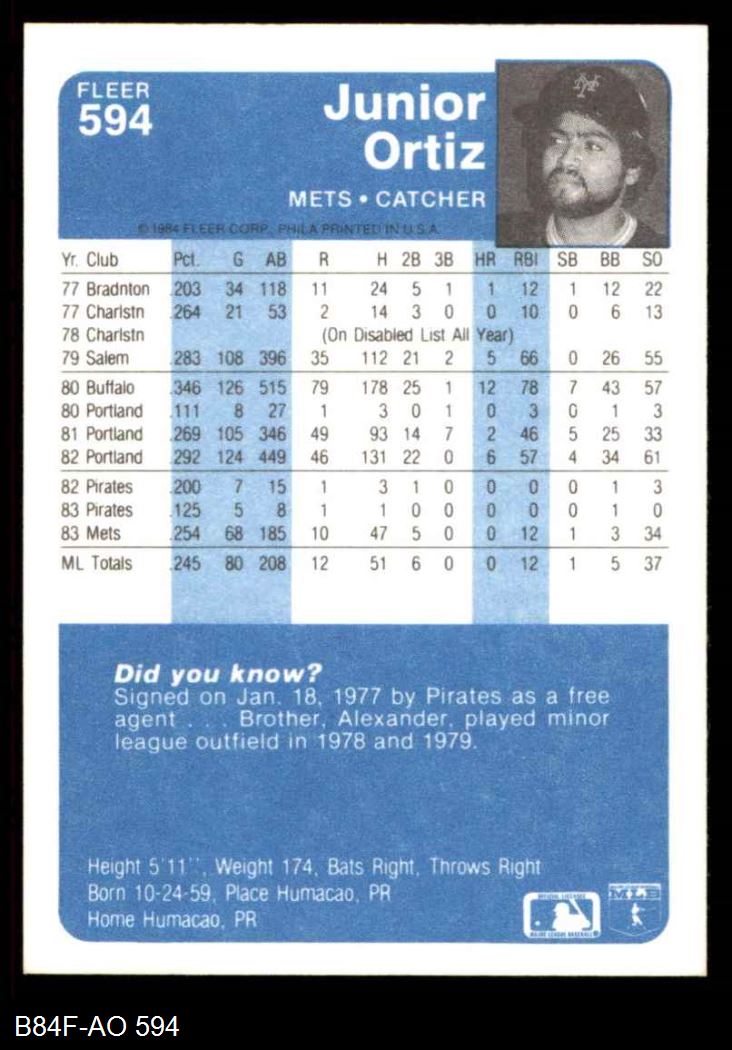 FLEER
594
Junior
Ortiz
METS • CATCHER
© 1984 FLEER CORP., PHILA PRINTED IN U.S.A.
Yr. Club Pct. G AB R H 2B 3B HR RBI SB BB SO
77 Bradnton .203 34 118 11 24 5 1 1 12 1 12 22
77 Charlstn .264 21 53 2 14 3 0 0 10 0 6 13
78 Charlstn (On Disabled List All Year)
79 Salem .283 108 396 35 112 21 2 5 66 0 26 55
80 Buffalo .346 126 515 79 178 25 1 12 78 7 43 57
80 Portland .111 8 27 1 3 0 1 0 3 0 1 3
81 Portland .269 105 346 49 93 14 7 2 46 5 25 33
82 Portland .292 124 449 46 131 22 0 6 57 4 34 61
82 Pirates .200 7 15 1 3 1 0 0 0 0 1 3
83 Pirates .125 5 8 1 1 0 0 0 0 0 1 0
83 Mets .254 68 185 10 47 5 0 0 12 1 3 34
ML Totals .245 80 208 12 51 6 0 0 12 1 5 37
Did you know?
Signed on Jan. 18, 1977 by Pirates as a free
agent . . . Brother, Alexander, played minor
league outfield in 1978 and 1979.
Height 5'11'', Weight 174, Bats Right, Throws Right
Born 10-24-59, Place Humacao, PR
Home Humacao, PR
OFFICIAL LICENSEE
MAJOR LEAGUE BASEBALL
B84F-AO 594